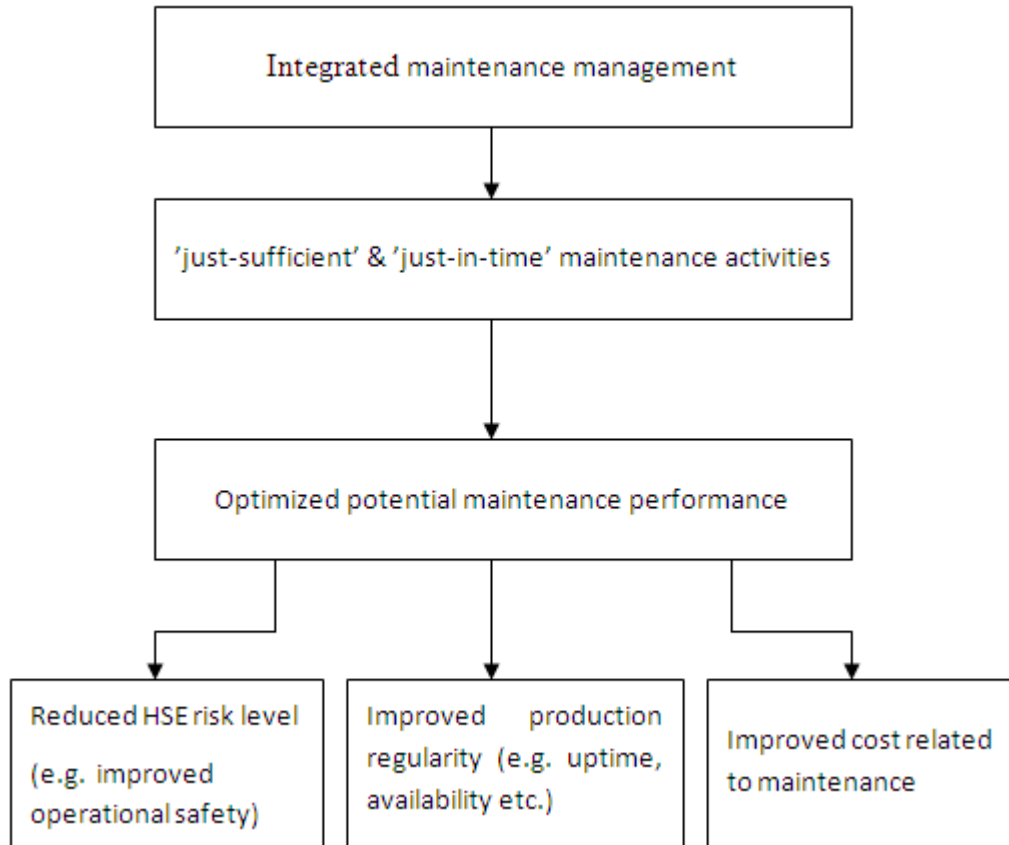 Integrated maintenance management
’just-sufficient’ & ’just-in-time’ maintenance activities
Optimized potential maintenance performance
Reduced HSE risk level
(e.g. improved
operational safety)
Improved production
regularity (e.g. uptime,
availability etc.)
Improved cost related
to maintenance